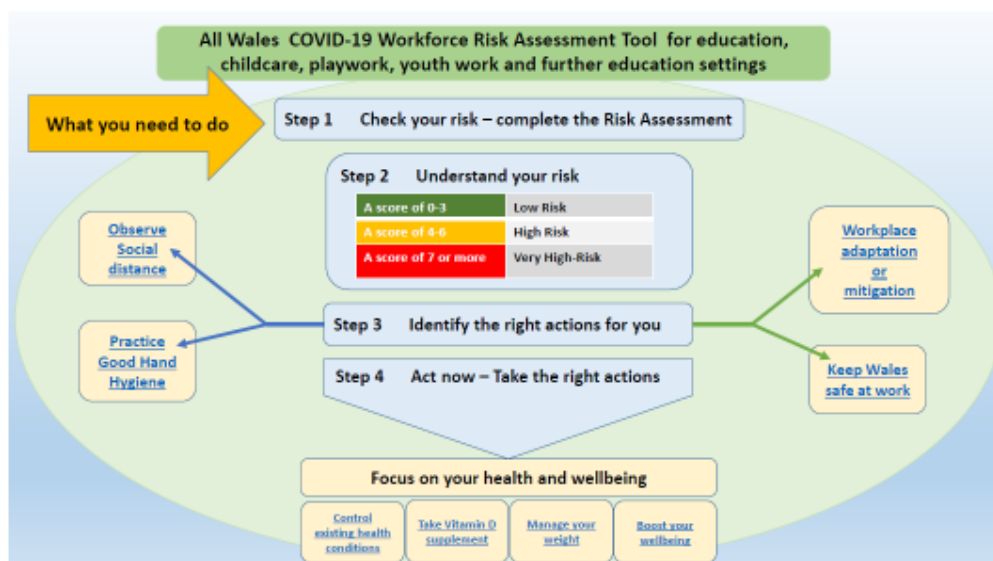 All Wales COVID-19 Workforce Risk Assessment Tool for education,
childcare, playwork, youth work and further education settings
What you need to do
Step 1 Check your risk – complete the Risk Assessment
Step 2 Understand your risk
A score of 0-3 Low Risk
A score of 4-6 High Risk
A score of 7 or more Very High-Risk
Observe
Social
distance
Workplace
adaptation
or
mitigation
Step 3 Identify the right actions for you
Practice
Good Hand
Hygiene
Keep Wales
safe at work
Step 4 Act now – Take the right actions
Focus on your health and wellbeing
Control
existing health
conditions
Take Vitamin D
supplement
Manage your
weight
Boost your
wellbeing